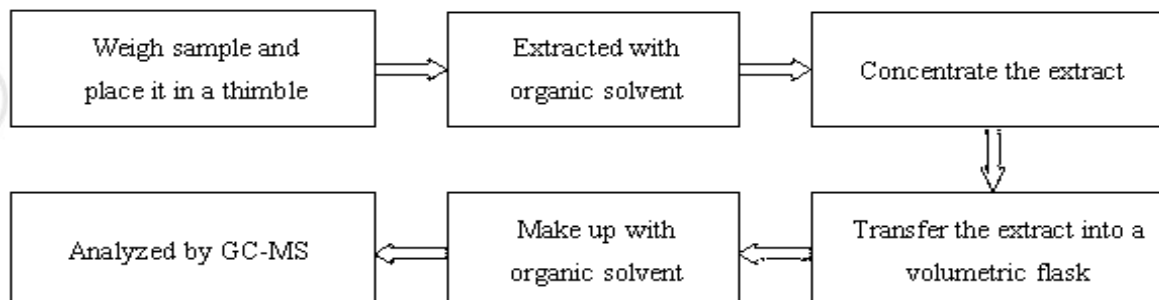 Weigh sample and
place it in a thimble
Extracted with
organic solvent
Concentrate the extract
Transfer the extract into a
volumetric flask
Make up with
organic solvent
Analyzed by GC-MS